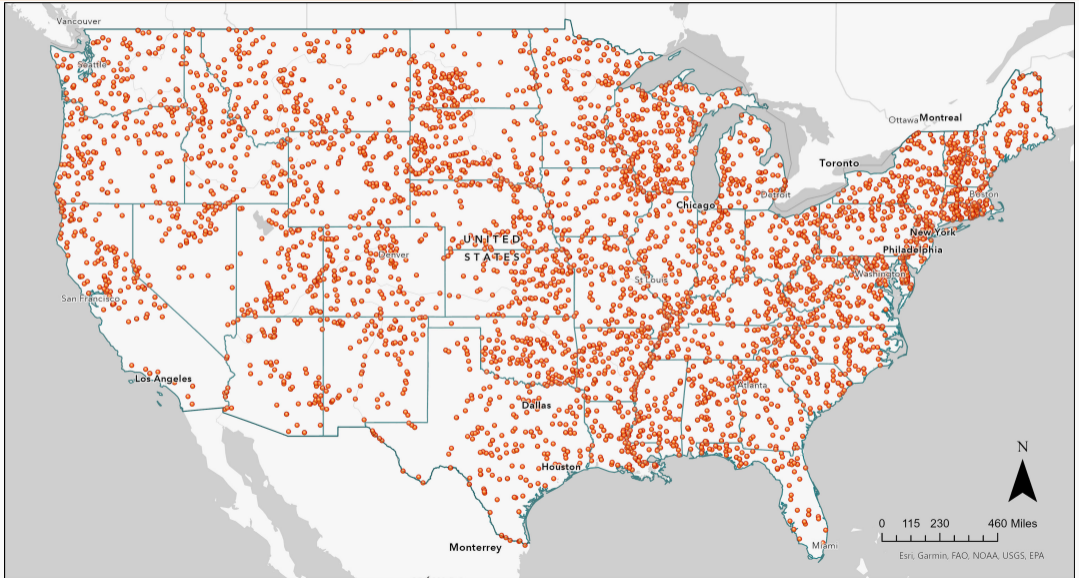 Vancouver
Seattle
Ottawa Montreal
Toronto
Detroit
Boston
Chicago
New York
UNITED
STATES
Denver
Philadelphia
Washington
St Louis
San Francisco
Los Angeles
Atlanta
Dallas
Houston
N
0 115 230 460 Miles
Monterrey
Miami
Esri, Garmin, FAO, NOAA, USGS, EPA